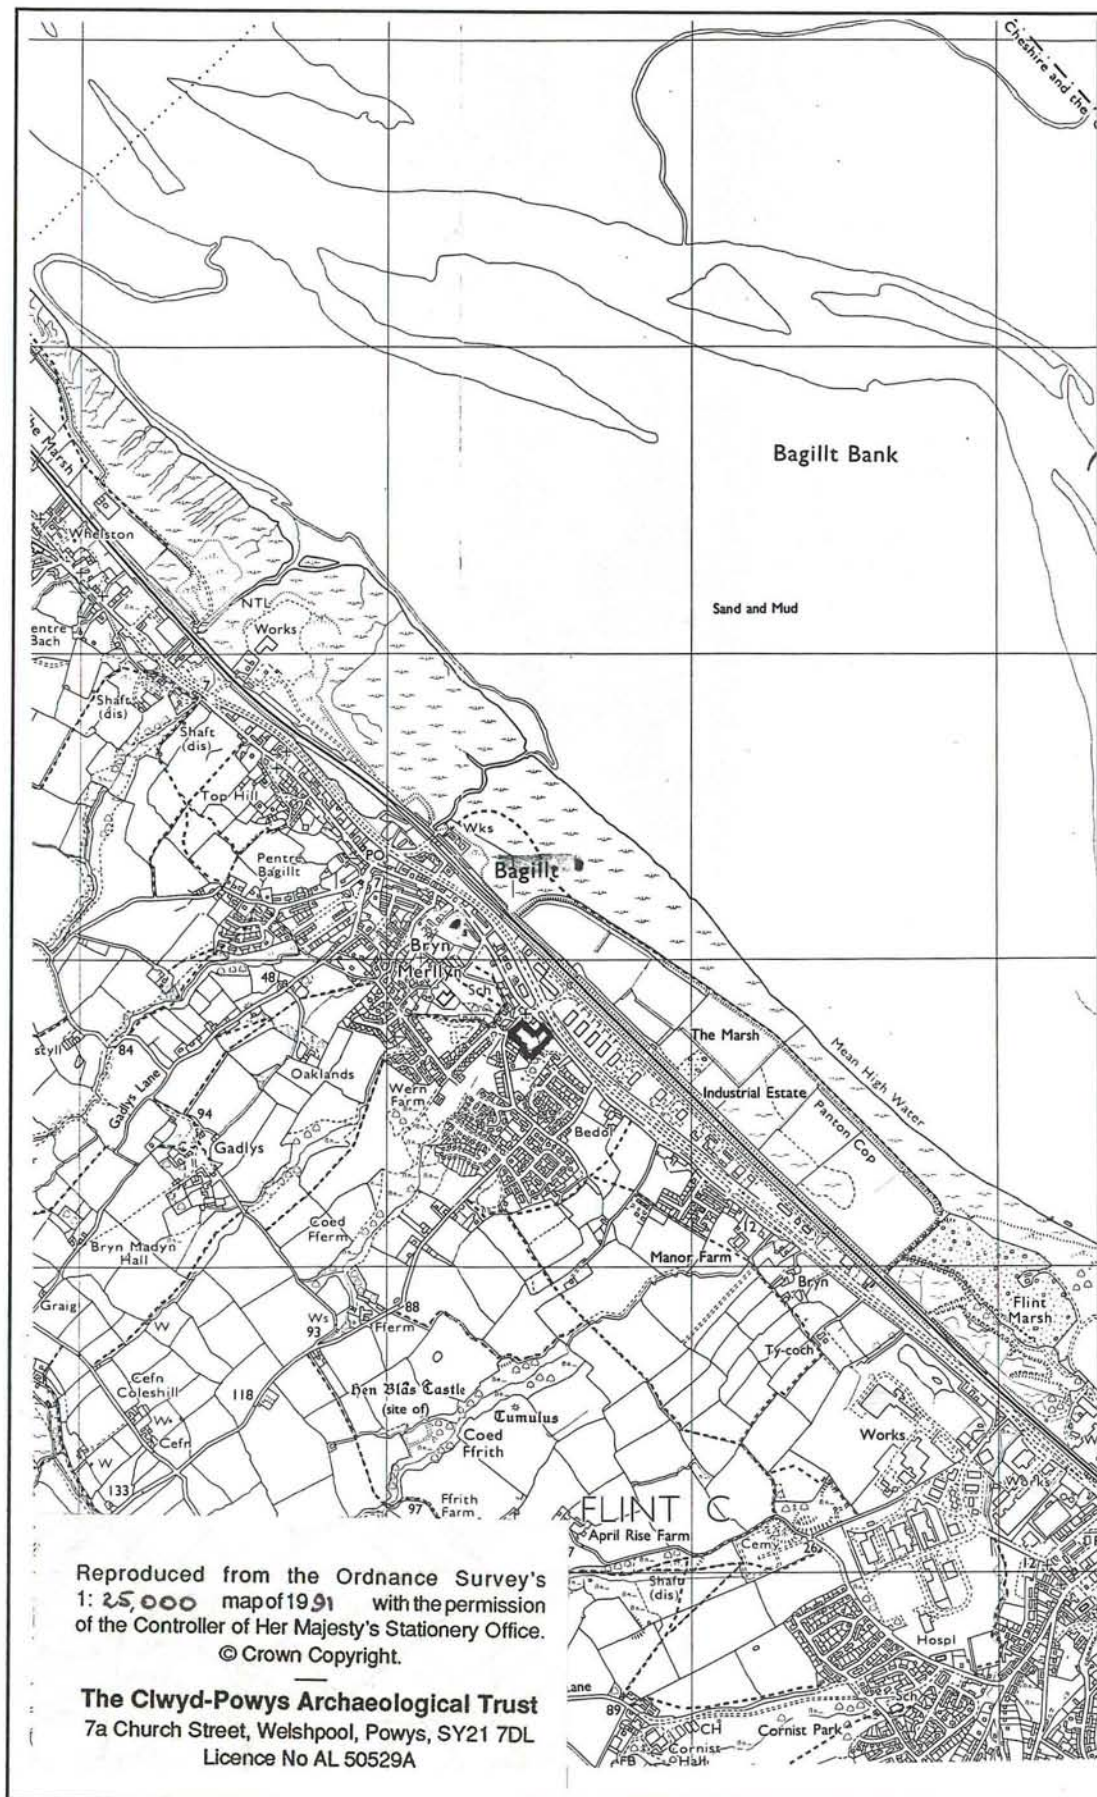 Cheshire and the
Bagillt Bank
The Marsh
Whelston
Sand and Mud
NTL
Works
entre
Bach
7
Shaft
(dis)
Shaft
(dis)
Top Hill
Wks
PO
Pentre
Bagillt
Bagillt
7
Bryn
Merllyn
48
Sch
The Marsh
Mean High Water
styll
84
Oaklands
Gadlys Lane
Wern
Farm
Industrial Estate
Panton Cop
94
Bedol
Gadlys
Coed
Fferm
12
Bryn Madyn
Hall
Manor Farm
Bryn
Graig
88
Ws
93
Fferm
Flint
Marsh
W
Ty-coch
Cefn
Coleshill
118
Hen Blas Castle
(site of)
Tumulus
Coed
Ffrith
Works
W
Cefn
W
133
97
Ffrith
Farm
Works
FLINT C
April Rise Farm
Cemy
26
12
7
Shaft
(dis)
Hospl
Lane
89
Sch
CH
Cornist Park
Cornist
Hall
FB
Reproduced from the Ordnance Survey's
1: 25,000 map of 1991 with the permission
of the Controller of Her Majesty's Stationery Office.
© Crown Copyright.
The Clwyd-Powys Archaeological Trust
7a Church Street, Welshpool, Powys, SY21 7DL
Licence No AL 50529A